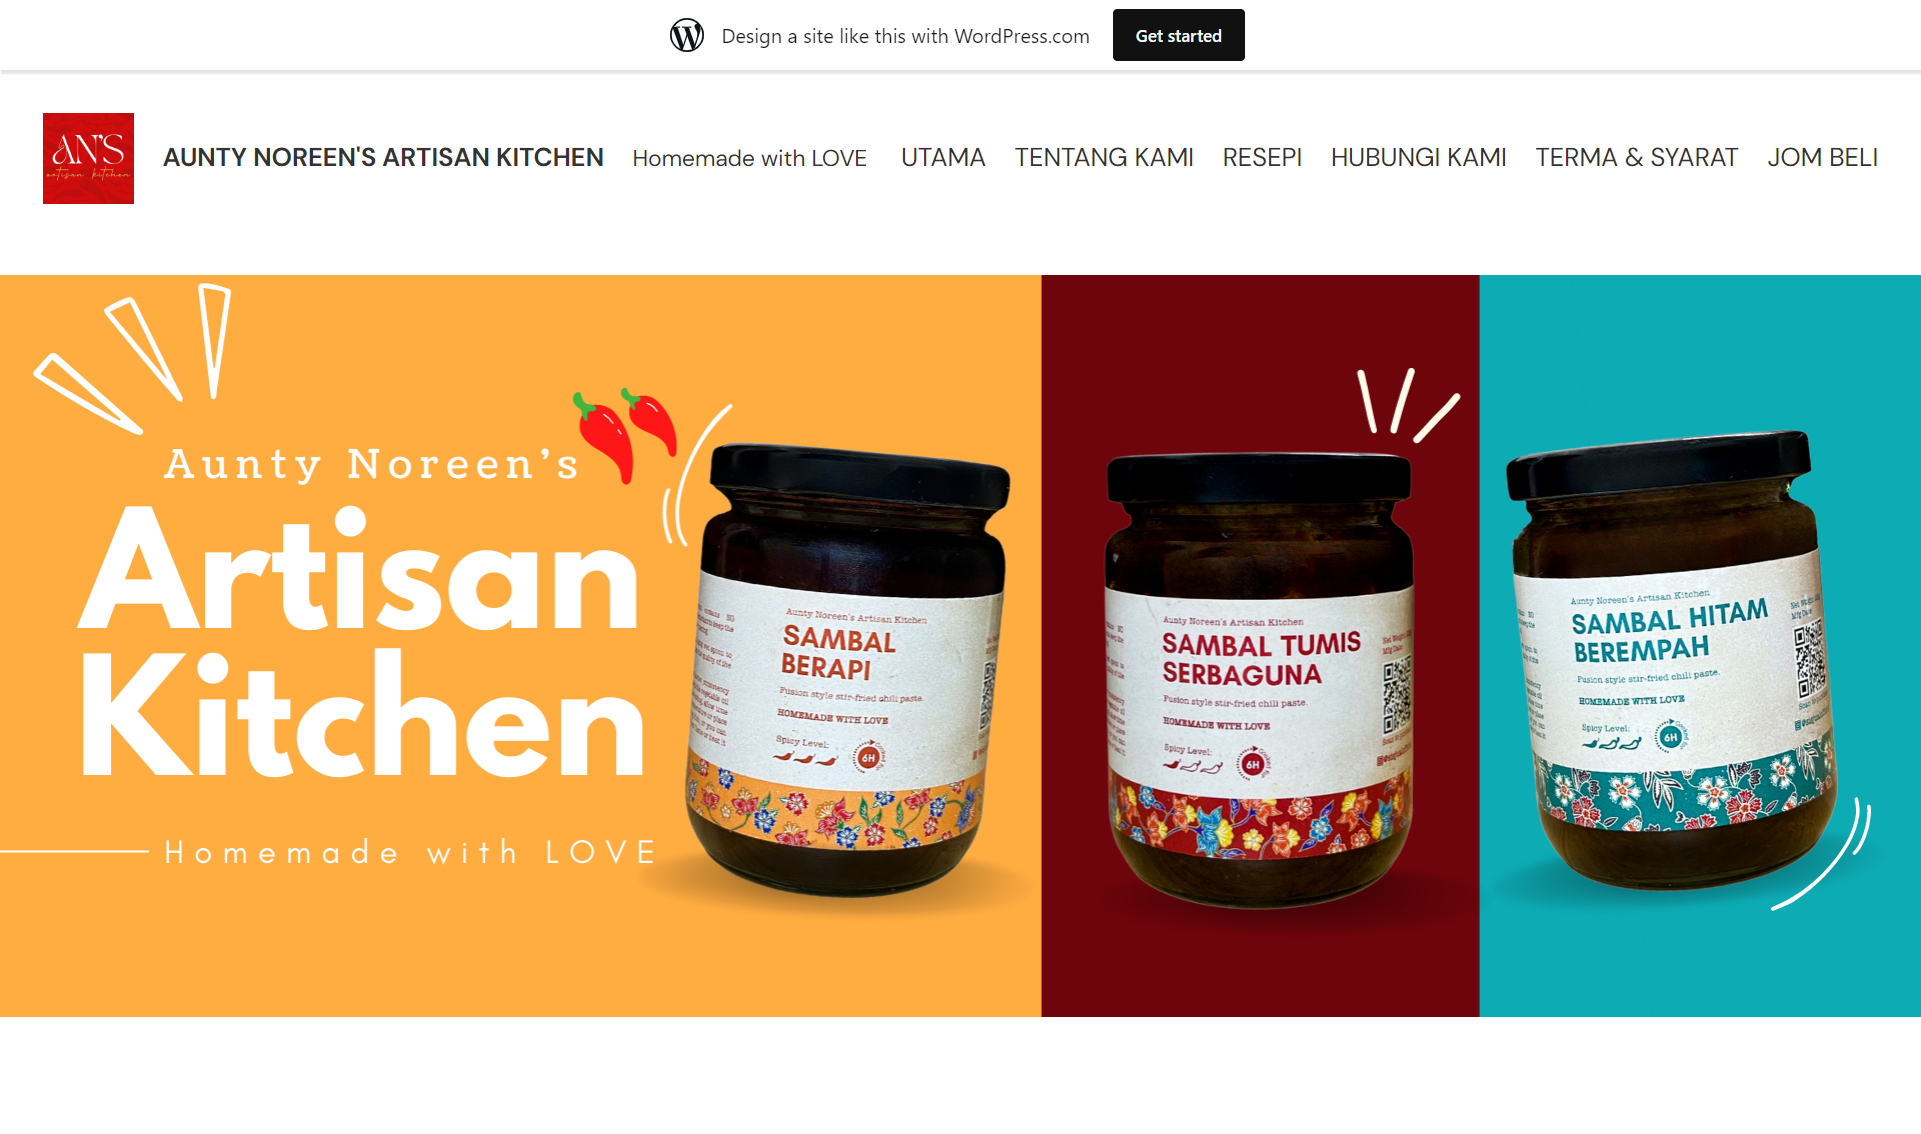 Design a site like this with WordPress.com
Get started
AN'S
artisan kitchen
AUNTY NOREEN'S ARTISAN KITCHEN
Homemade with LOVE
UTAMA
TENTANG KAMI
RESEPI
HUBUNGI KAMI
TERMA & SYARAT
JOM BELI
Aunty Noreen's
Artisan
Kitchen
Homemade with LOVE
Aunty Noreen's Artisan Kitchen
SAMBAL
BERAPI
Fusion style stir-fried chili paste.
HOMEMADE WITH LOVE
Spicy Level:
6H
Aunty Noreen's Artisan Kitchen
SAMBAL TUMIS
SERBAGUNA
Fusion style stir-fried chili paste.
HOMEMADE WITH LOVE
Spicy Level:
6H
Aunty Noreen's Artisan Kitchen
SAMBAL HITAM
BEREMPAH
Fusion style stir-fried chili paste.
HOMEMADE WITH LOVE
Spicy Level:
6H